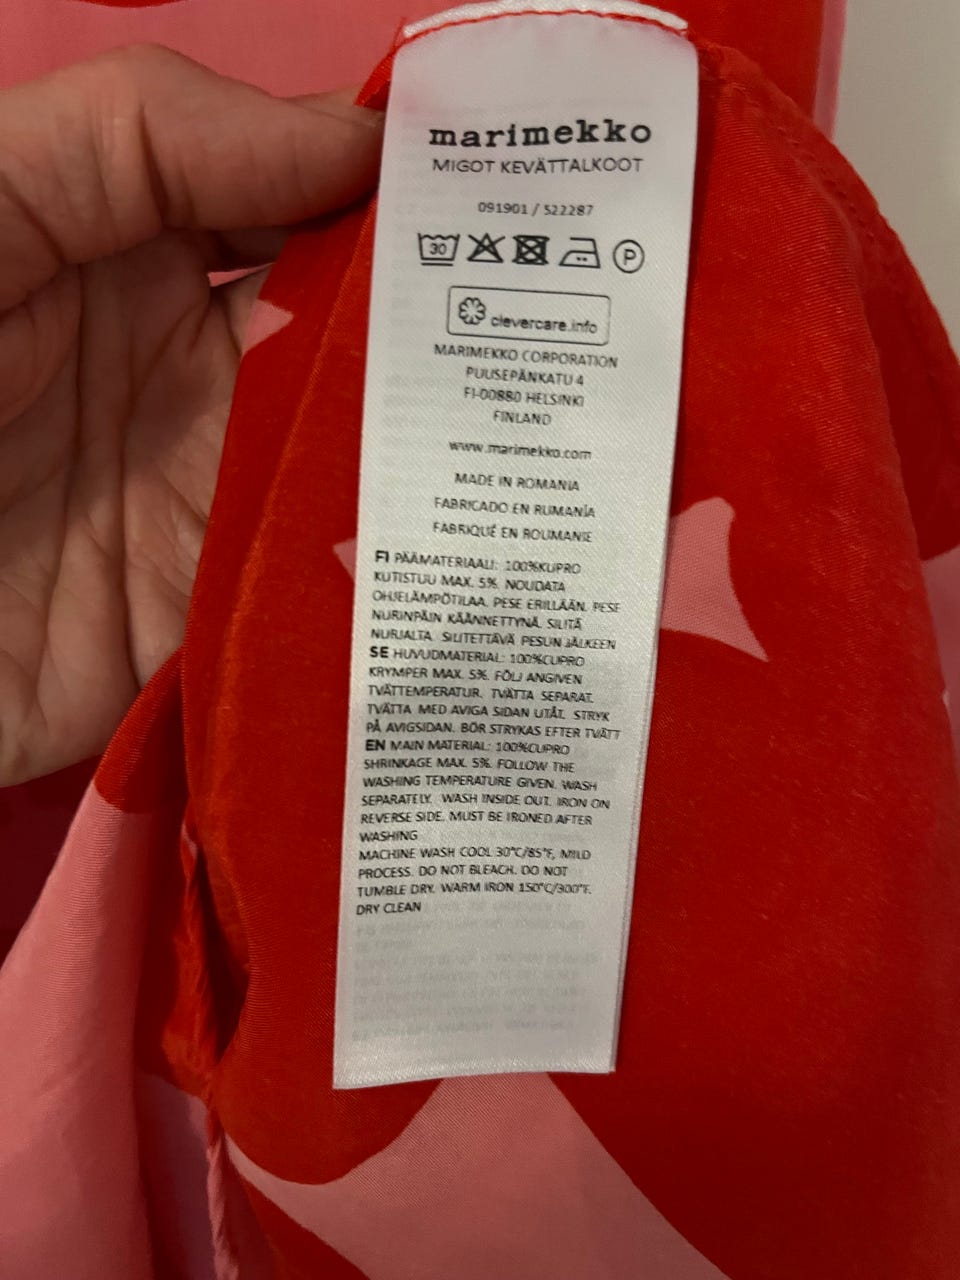 marimekko
MIGOT KEVÄTTALKOOT
091901 / 522287
30
P
clevercare.info
MARIMEKKO CORPORATION
PUUSEPÄNKATU 4
FI-00880 HELSINKI
FINLAND
www.marimekko.com
MADE IN ROMANIA
FABRICADO EN RUMANÍA
FABRIQUÉ EN ROUMANIE
FI PÄÄMATERIAALI: 100%KUPRO
KUTISTUU MAX. 5%. NOUDATA
OHJELÄMPÖTILAA. PESE ERILLÄÄN. PESE
NURINPÄIN KÄÄNNETTYNÄ. SILITÄ
NURJALTA. SILITETTÄVÄ PESUN JÄLKEEN
SE HUVUDMATERIAL: 100%CUPRO
KRYMPER MAX. 5%. FÖLJ ANGIVEN
TVÄTTEMPERATUR. TVÄTTA SEPARAT.
TVÄTTA MED AVIGA SIDAN UTÅT. STRYK
PÅ AVIGSIDAN. BÖR STRYKAS EFTER TVÄTT
EN MAIN MATERIAL: 100%CUPRO
SHRINKAGE MAX. 5%. FOLLOW THE
WASHING TEMPERATURE GIVEN. WASH
SEPARATELY. WASH INSIDE OUT. IRON ON
REVERSE SIDE. MUST BE IRONED AFTER
WASHING
MACHINE WASH COOL 30°C/85°F, MILD
PROCESS. DO NOT BLEACH. DO NOT
TUMBLE DRY. WARM IRON 150°C/300°F.
DRY CLEAN